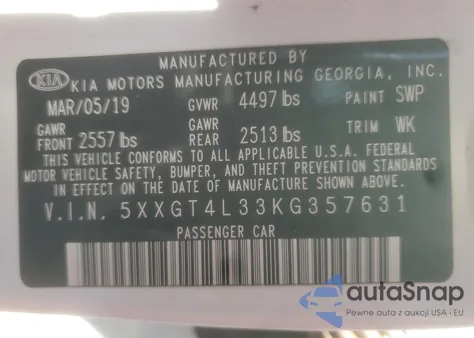 MANUFACTURED BY
KIA KIA MOTORS MANUFACTURING GEORGIA, INC.
MAR/05/19 GVWR 4497 lbs PAINT SWP
GAWR FRONT 2557 lbs GAWR REAR 2513 lbs TRIM WK
THIS VEHICLE CONFORMS TO ALL APPLICABLE U.S.A. FEDERAL
MOTOR VEHICLE SAFETY, BUMPER, AND THEFT PREVENTION STANDARDS
IN EFFECT ON THE DATE OF MANUFACTURE SHOWN ABOVE.
V.I.N. 5XXGT4L33KG357631
PASSENGER CAR
autoSnap
Pewne auto z aukcji USA i EU